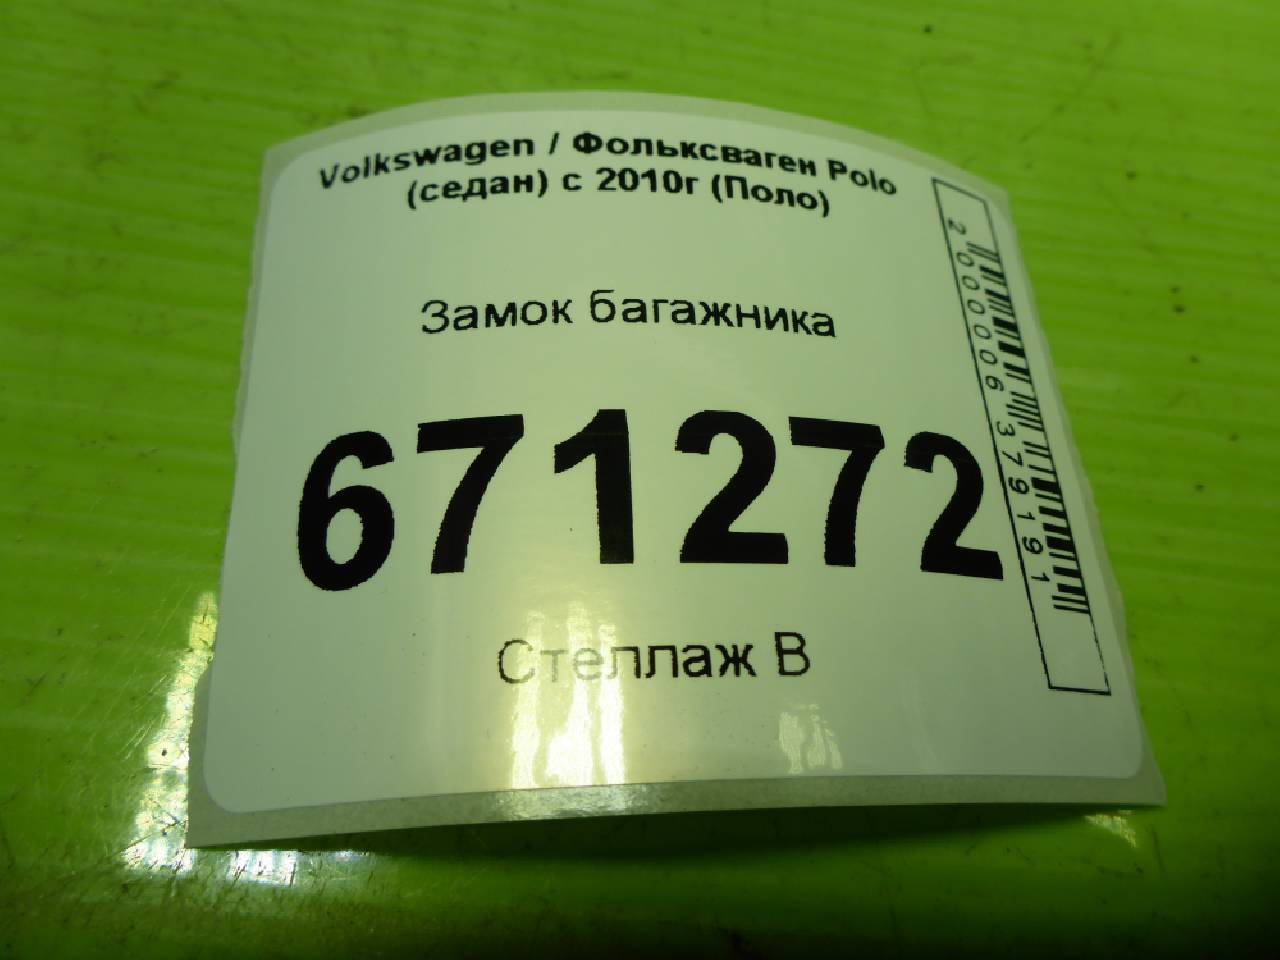 Volkswagen / Фольксваген Polo
(седан) с 2010г (Поло)
Замок багажника
671272
Стеллаж В
2000006379191